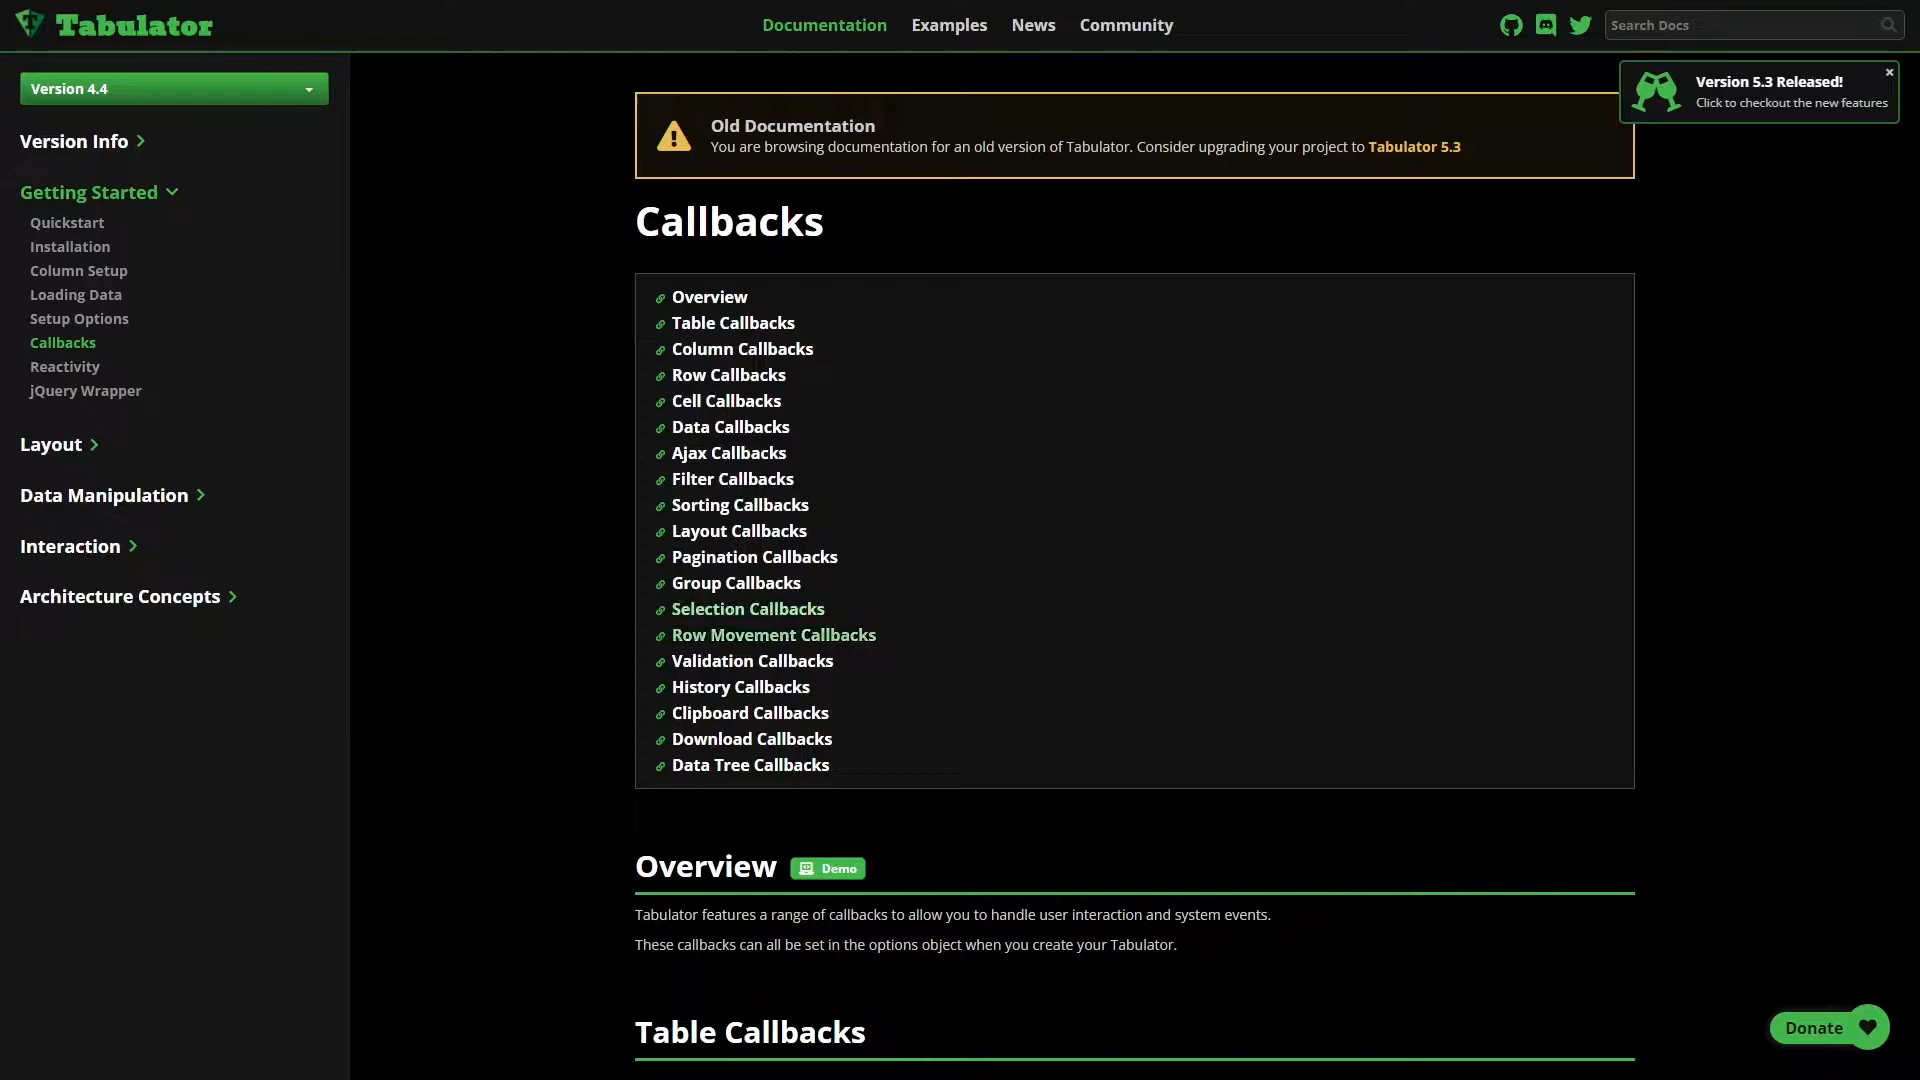 Tabulator
Documentation
Examples
News
Community
Search Docs
Version 4.4
Version Info
Getting Started
Quickstart
Installation
Column Setup
Loading Data
Setup Options
Callbacks
Reactivity
jQuery Wrapper
Layout
Data Manipulation
Interaction
Architecture Concepts
Version 5.3 Released!
Click to checkout the new features
Old Documentation
You are browsing documentation for an old version of Tabulator. Consider upgrading your project to Tabulator 5.3
Callbacks
Overview
Table Callbacks
Column Callbacks
Row Callbacks
Cell Callbacks
Data Callbacks
Ajax Callbacks
Filter Callbacks
Sorting Callbacks
Layout Callbacks
Pagination Callbacks
Group Callbacks
Selection Callbacks
Row Movement Callbacks
Validation Callbacks
History Callbacks
Clipboard Callbacks
Download Callbacks
Data Tree Callbacks
Overview
Demo
Tabulator features a range of callbacks to allow you to handle user interaction and system events.
These callbacks can all be set in the options object when you create your Tabulator.
Table Callbacks
Donate